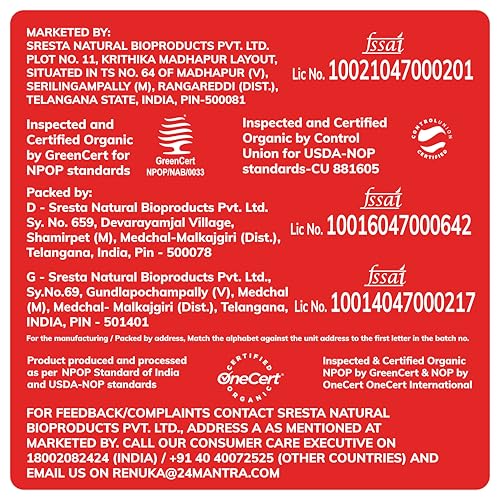 MARKETED BY:
SRESTA NATURAL BIOPRODUCTS PVT. LTD.
PLOT NO. 11, KRITHIKA MADHAPUR LAYOUT,
SITUATED IN TS NO. 64 OF MADHAPUR (V),
SERILINGAMPALLY (M), RANGAREDDI (DIST.),
TELANGANA STATE, INDIA, PIN-500081
fssai
Lic No. 10021047000201
Inspected and
Certified Organic
by GreenCert for
NPOP standards
GreenCert
NPOP/NAB/0033
Inspected and Certified
Organic by Control
Union for USDA-NOP
standards-CU 881605
CONTROLUNION
CERTIFIED
Packed by:
D - Sresta Natural Bioproducts Pvt. Ltd.
Sy. No. 659, Devarayamjal Village,
Shamirpet (M), Medchal-Malkajgiri (Dist.),
Telangana, India, Pin - 500078
fssai
Lic No. 10016047000642
G - Sresta Natural Bioproducts Pvt. Ltd.,
Sy.No.69, Gundlapochampally (V), Medchal
(M), Medchal- Malkajgiri (Dist.), Telangana,
INDIA, PIN - 501401
fssai
Lic No. 10014047000217
For the manufacturing / Packed by address, Match the alphabet against the unit address to the first letter in the batch no.
Product produced and processed
as per NPOP Standard of India
and USDA-NOP standards
CERTIFIED
OneCert
ORGANIC
Inspected & Certified Organic
NPOP by GreenCert & NOP by
OneCert OneCert International
FOR FEEDBACK/COMPLAINTS CONTACT SRESTA NATURAL
BIOPRODUCTS PVT. LTD., ADDRESS A AS MENTIONED AT
MARKETED BY. CALL OUR CONSUMER CARE EXECUTIVE ON
18002082424 (INDIA) / +91 40 40072525 (OTHER COUNTRIES) AND
EMAIL US ON RENUKA@24MANTRA.COM